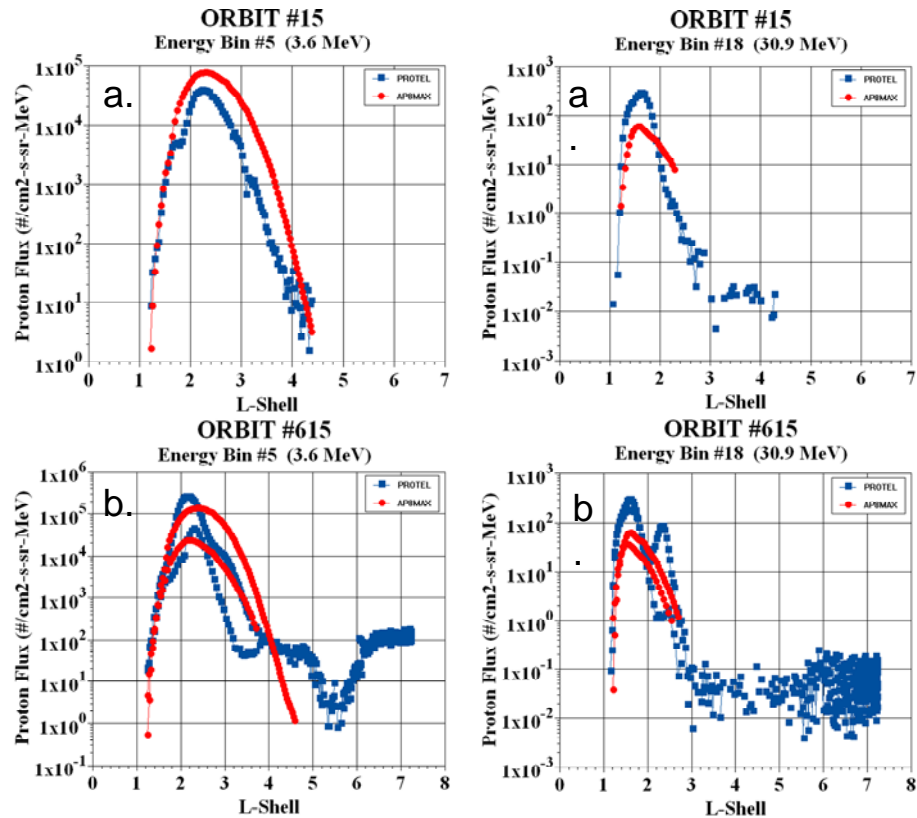 ORBIT #15
Energy Bin #5 (3.6 MeV)
a.
PROTEL
AP8MAX
Proton Flux (#/cm2-s-sr-MeV)
1x10^5
1x10^4
1x10^3
1x10^2
1x10^1
1x10^0
0 1 2 3 4 5 6 7
L-Shell
ORBIT #15
Energy Bin #18 (30.9 MeV)
a
.
PROTEL
AP8MAX
Proton Flux (#/cm2-s-sr-MeV)
1x10^3
1x10^2
1x10^1
1x10^0
1x10^-1
1x10^-2
1x10^-3
0 1 2 3 4 5 6 7
L-Shell
ORBIT #615
Energy Bin #5 (3.6 MeV)
b.
PROTEL
AP8MAX
Proton Flux (#/cm2-s-sr-MeV)
1x10^6
1x10^5
1x10^4
1x10^3
1x10^2
1x10^1
1x10^0
1x10^-1
0 1 2 3 4 5 6 7 8
L-Shell
ORBIT #615
Energy Bin #18 (30.9 MeV)
b
.
PROTEL
AP8MAX
Proton Flux (#/cm2-s-sr-MeV)
1x10^3
1x10^2
1x10^1
1x10^0
1x10^-1
1x10^-2
1x10^-3
0 1 2 3 4 5 6 7 8
L-Shell